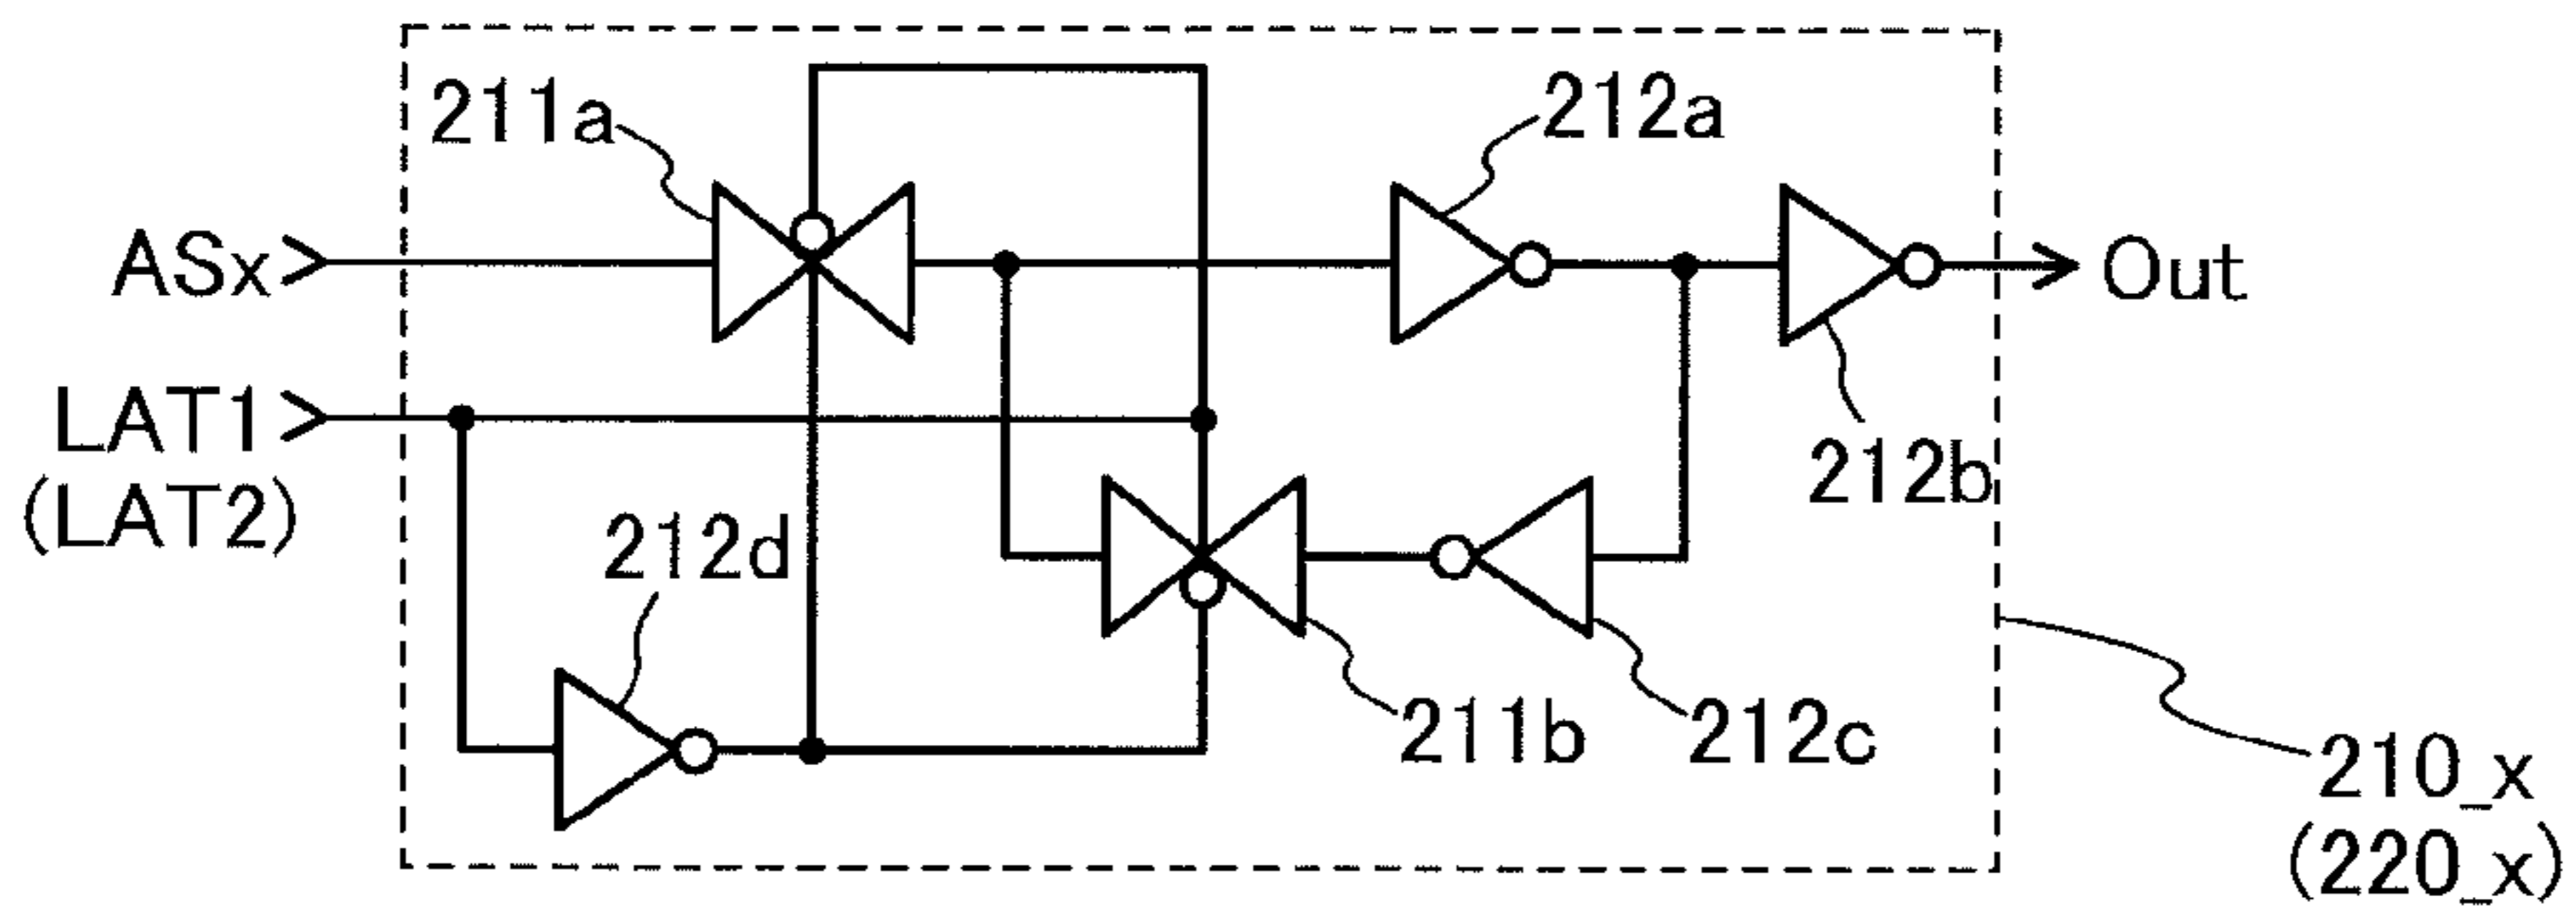 211a
212a
ASx
Out
LAT1
(LAT2)
212b
212d
211b
212c
210_x
(220_x)